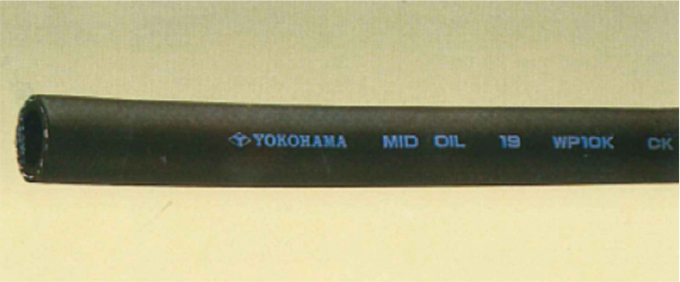 YOKOHAMA MID OIL 19 WP10K CK